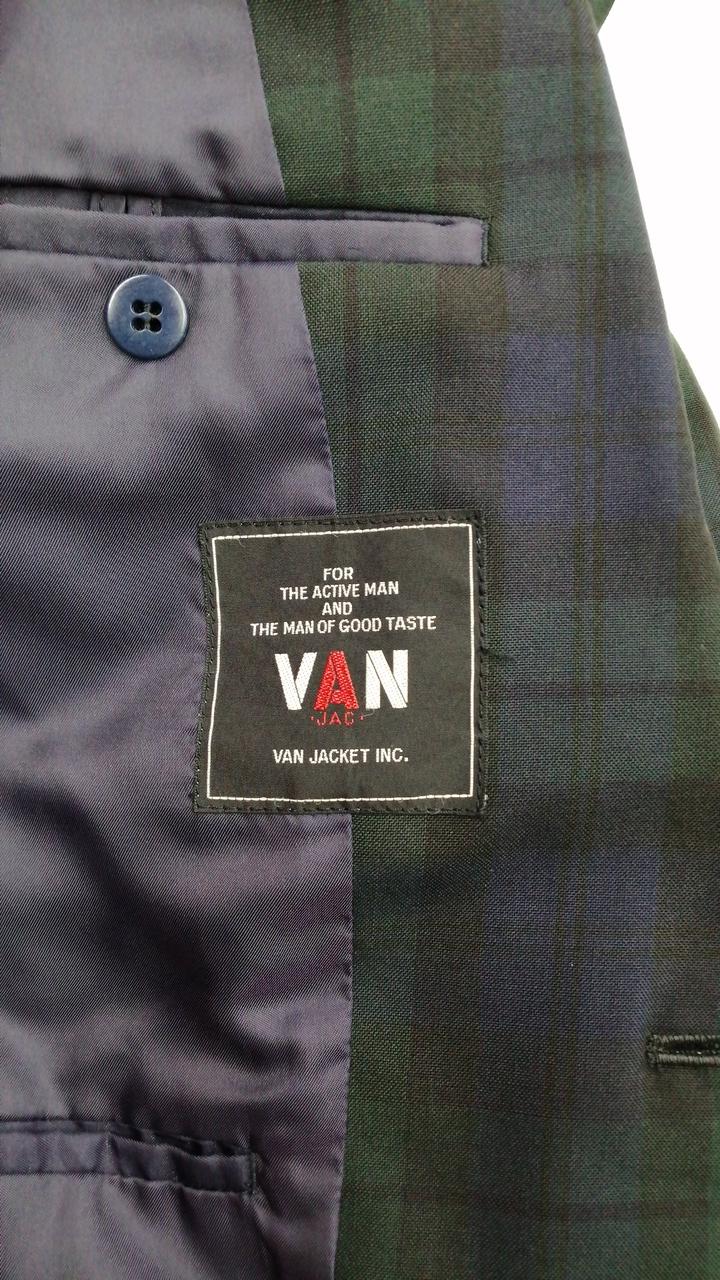 FOR
THE ACTIVE MAN
AND
THE MAN OF GOOD TASTE
VAN
·JAC·
VAN JACKET INC.